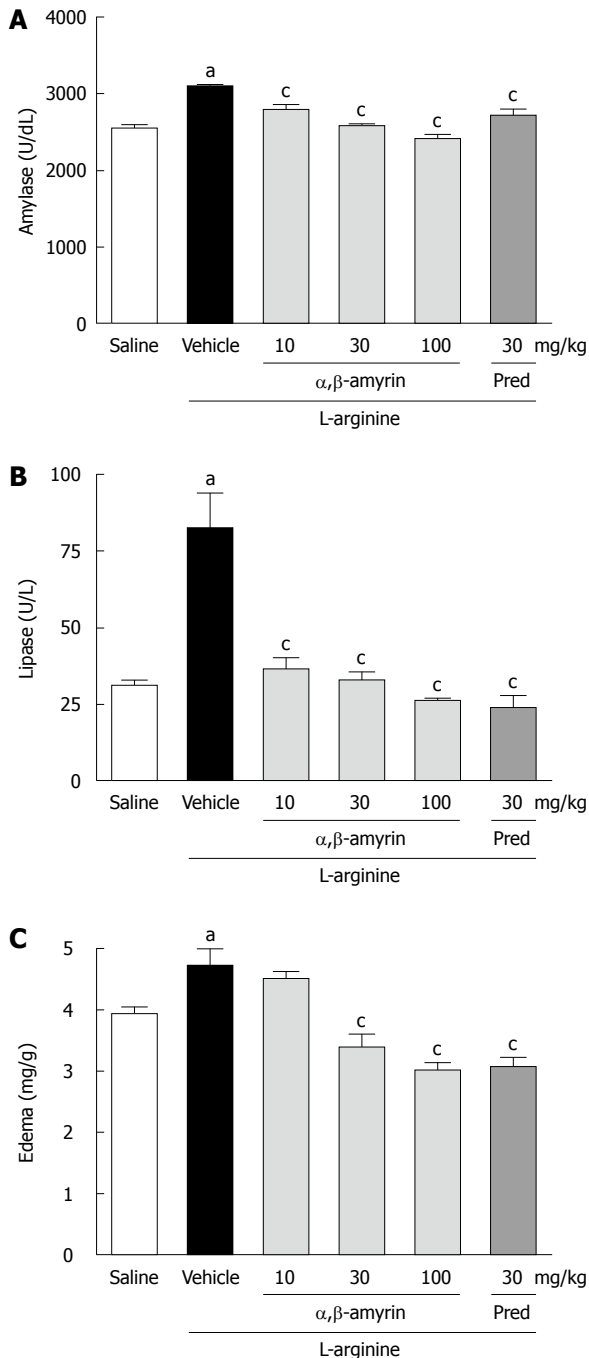 A
4000
3000
2000
1000
0
Amylase (U/dL)
a
c
c
c
c
Saline Vehicle 10 30 100 30 mg/kg
α,β-amyrin Pred
L-arginine
B
100
75
50
25
0
Lipase (U/L)
a
c
c
c
c
Saline Vehicle 10 30 100 30 mg/kg
α,β-amyrin Pred
L-arginine
C
5
4
3
2
1
0
Edema (mg/g)
a
c
c
c
Saline Vehicle 10 30 100 30 mg/kg
α,β-amyrin Pred
L-arginine